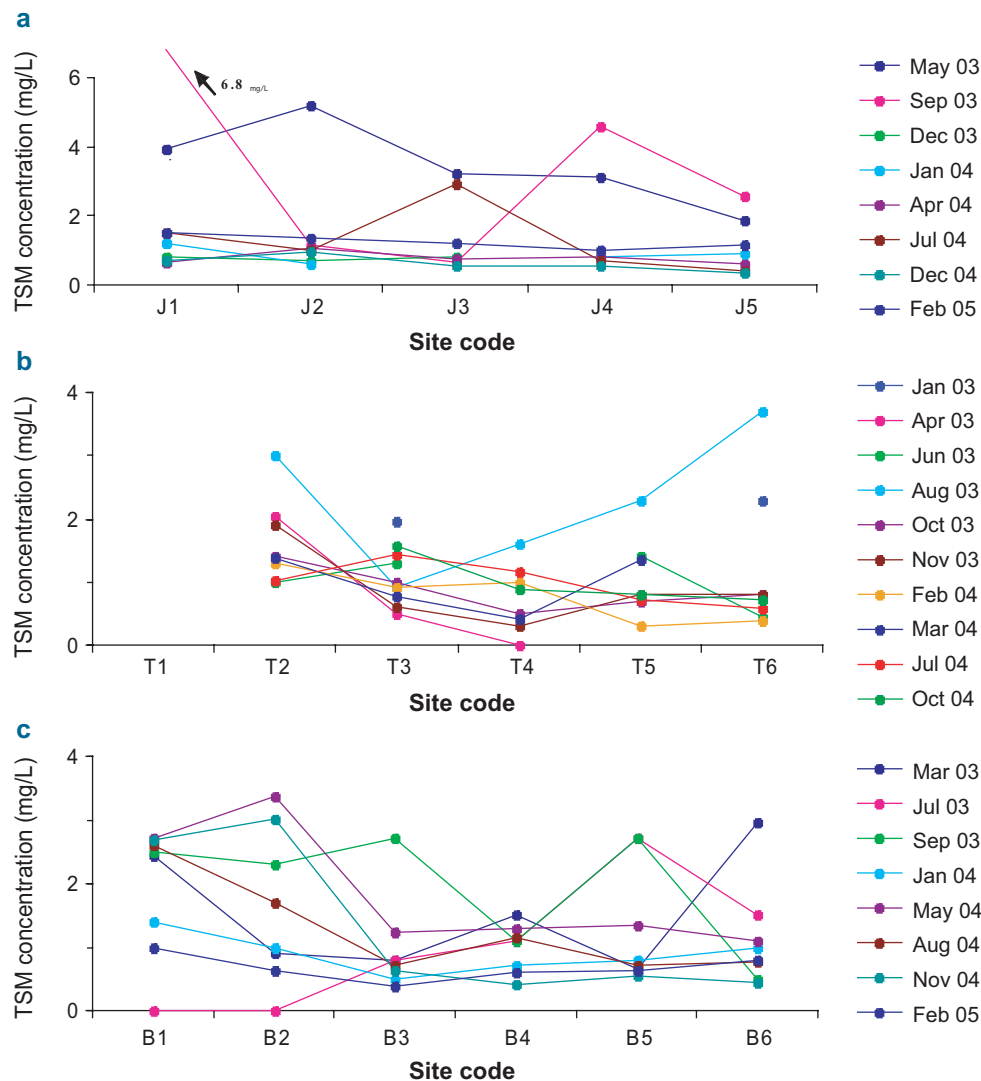 a
TSM concentration (mg/L)
6
4
2
0
6.8 mg/L
J1 J2 J3 J4 J5
Site code
May 03
Sep 03
Dec 03
Jan 04
Apr 04
Jul 04
Dec 04
Feb 05
b
TSM concentration (mg/L)
4
2
0
T1 T2 T3 T4 T5 T6
Site code
Jan 03
Apr 03
Jun 03
Aug 03
Oct 03
Nov 03
Feb 04
Mar 04
Jul 04
Oct 04
c
TSM concentration (mg/L)
4
2
0
B1 B2 B3 B4 B5 B6
Site code
Mar 03
Jul 03
Sep 03
Jan 04
May 04
Aug 04
Nov 04
Feb 05